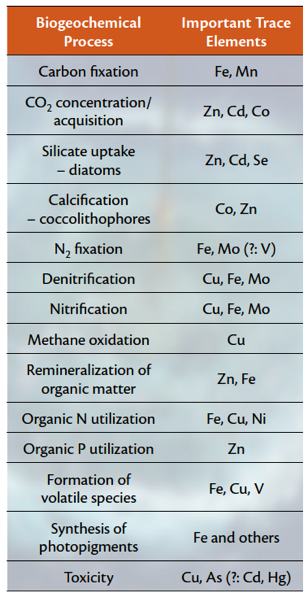 Biogeochemical Process Important Trace Elements
Carbon fixation Fe, Mn
CO₂ concentration/ acquisition Zn, Cd, Co
Silicate uptake – diatoms Zn, Cd, Se
Calcification – coccolithophores Co, Zn
N₂ fixation Fe, Mo (?: V)
Denitrification Cu, Fe, Mo
Nitrification Cu, Fe, Mo
Methane oxidation Cu
Remineralization of organic matter Zn, Fe
Organic N utilization Fe, Cu, Ni
Organic P utilization Zn
Formation of volatile species Fe, Cu, V
Synthesis of photopigments Fe and others
Toxicity Cu, As (?: Cd, Hg)